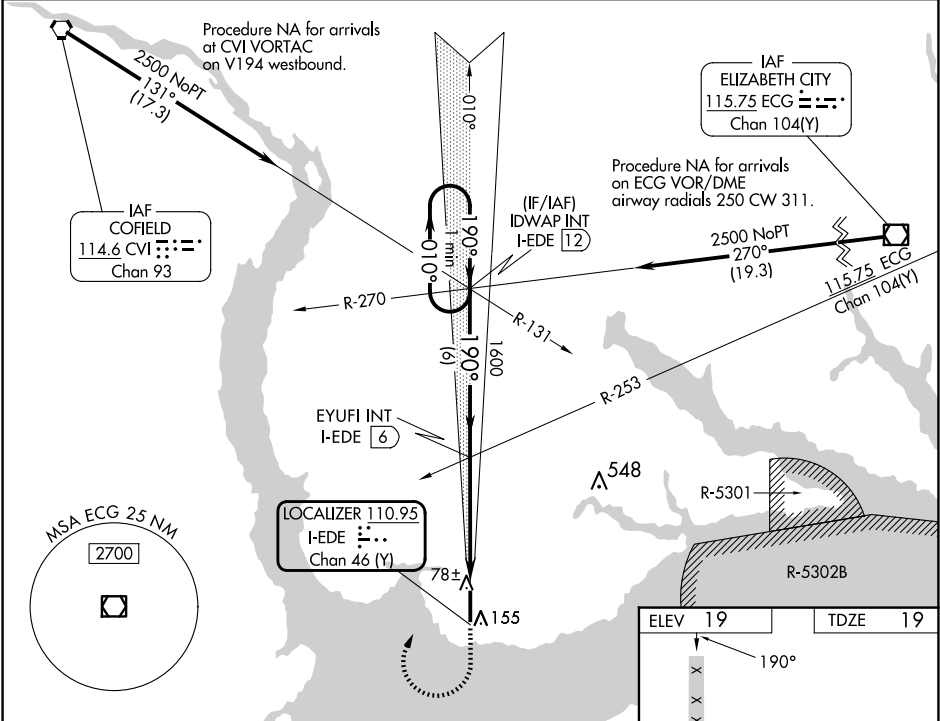 Procedure NA for arrivals
at CVI VORTAC
on V194 westbound.
2500 NoPT
131°
(17.3)
010°
IAF
ELIZABETH CITY
115.75 ECG
Chan 104(Y)
Procedure NA for arrivals
on ECG VOR/DME
airway radials 250 CW 311.
IAF
COFIELD
114.6 CVI
Chan 93
(IF/IAF)
IDWAP INT
I-EDE 12
190°
1 min
010°
2500 NoPT
270°
(19.3)
115.75 ECG
Chan 104(Y)
R-270
R-131
190°
(6)
1600
R-253
EYUFI INT
I-EDE 6
548
R-5301
LOCALIZER 110.95
I-EDE
Chan 46 (Y)
MSA ECG 25 NM
2700
R-5302B
78±
155
ELEV 19
TDZE 19
190°
X
X
X